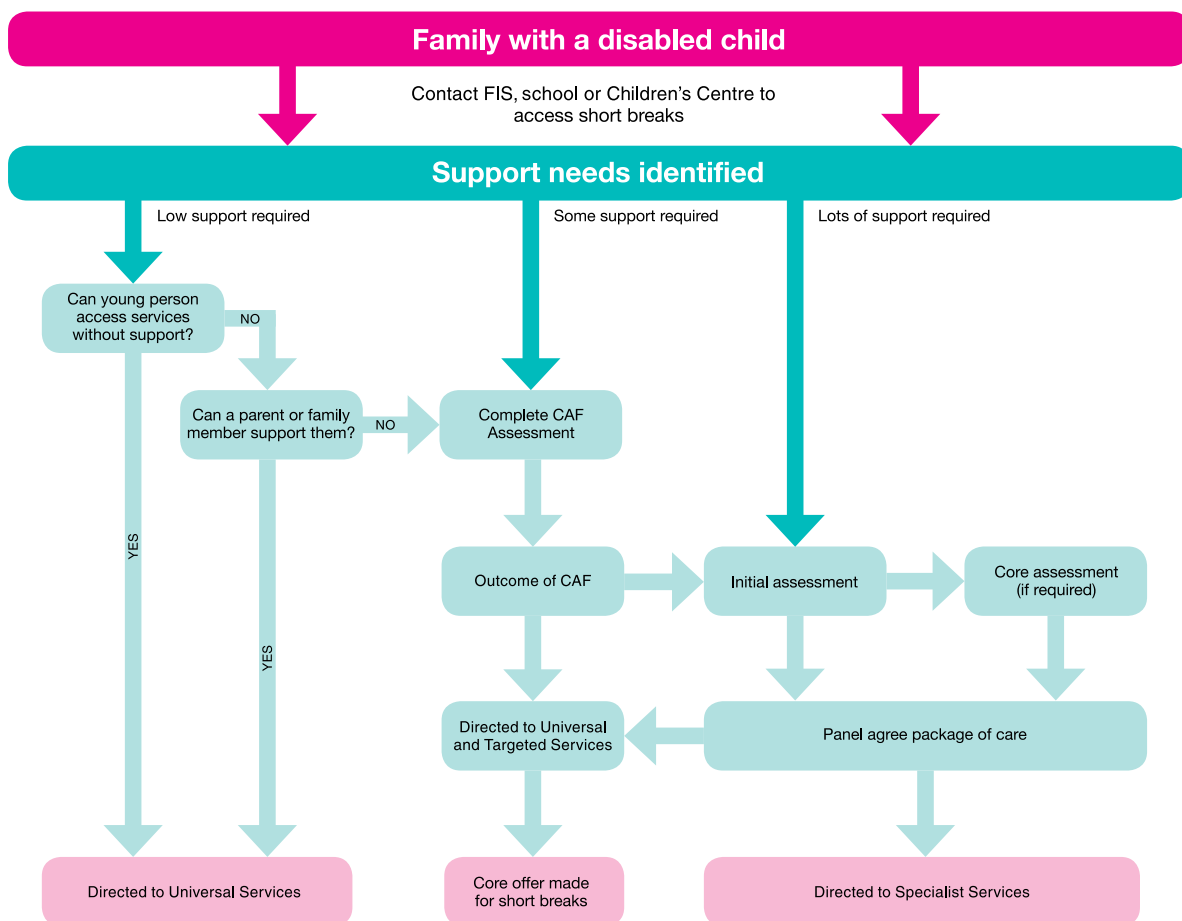 Family with a disabled child
Contact FIS, school or Children's Centre to
access short breaks
Support needs identified
Low support required
Some support required
Lots of support required
Can young person
access services
without support?
NO
Can a parent or family
member support them?
NO
Complete CAF
Assessment
YES
YES
Outcome of CAF
Initial assessment
Core assessment
(if required)
Directed to Universal
and Targeted Services
Panel agree package of care
Directed to Universal Services
Core offer made
for short breaks
Directed to Specialist Services